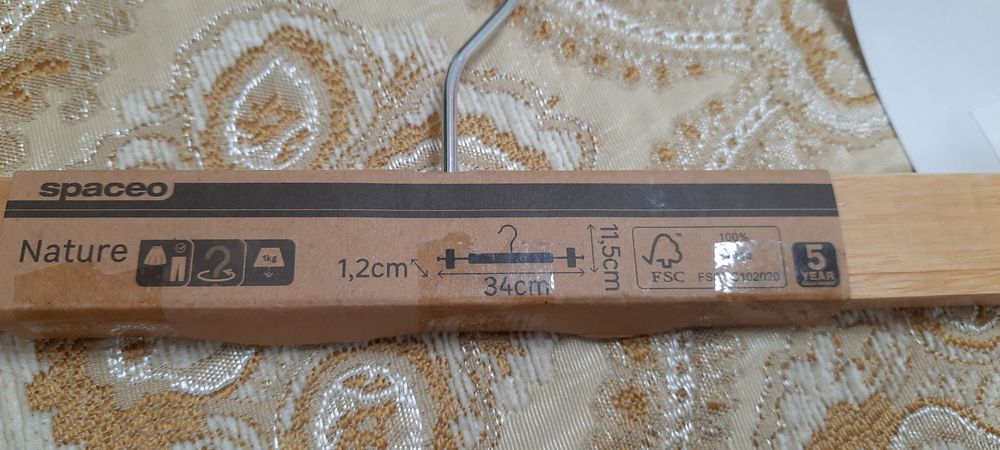 spaceo
Nature
1kg
1,2cm
34cm
11,5cm
FSC
100%
5
YEAR